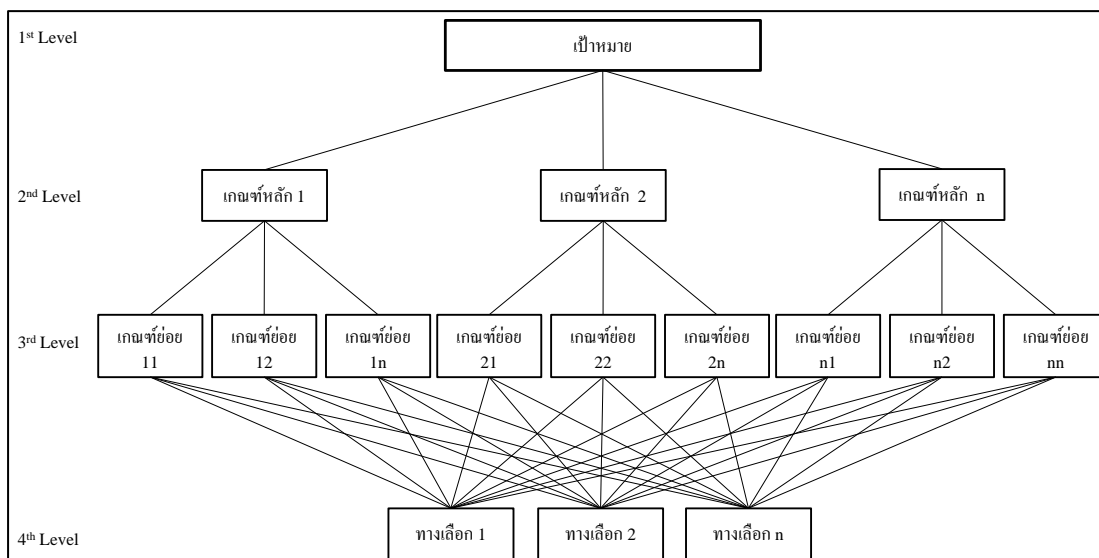 1st Level
เป้าหมาย
2nd Level
เกณฑ์หลัก 1
เกณฑ์หลัก 2
เกณฑ์หลัก n
3rd Level
เกณฑ์ย่อย
11
เกณฑ์ย่อย
12
เกณฑ์ย่อย
1n
เกณฑ์ย่อย
21
เกณฑ์ย่อย
22
เกณฑ์ย่อย
2n
เกณฑ์ย่อย
n1
เกณฑ์ย่อย
n2
เกณฑ์ย่อย
nn
4th Level
ทางเลือก 1
ทางเลือก 2
ทางเลือก n